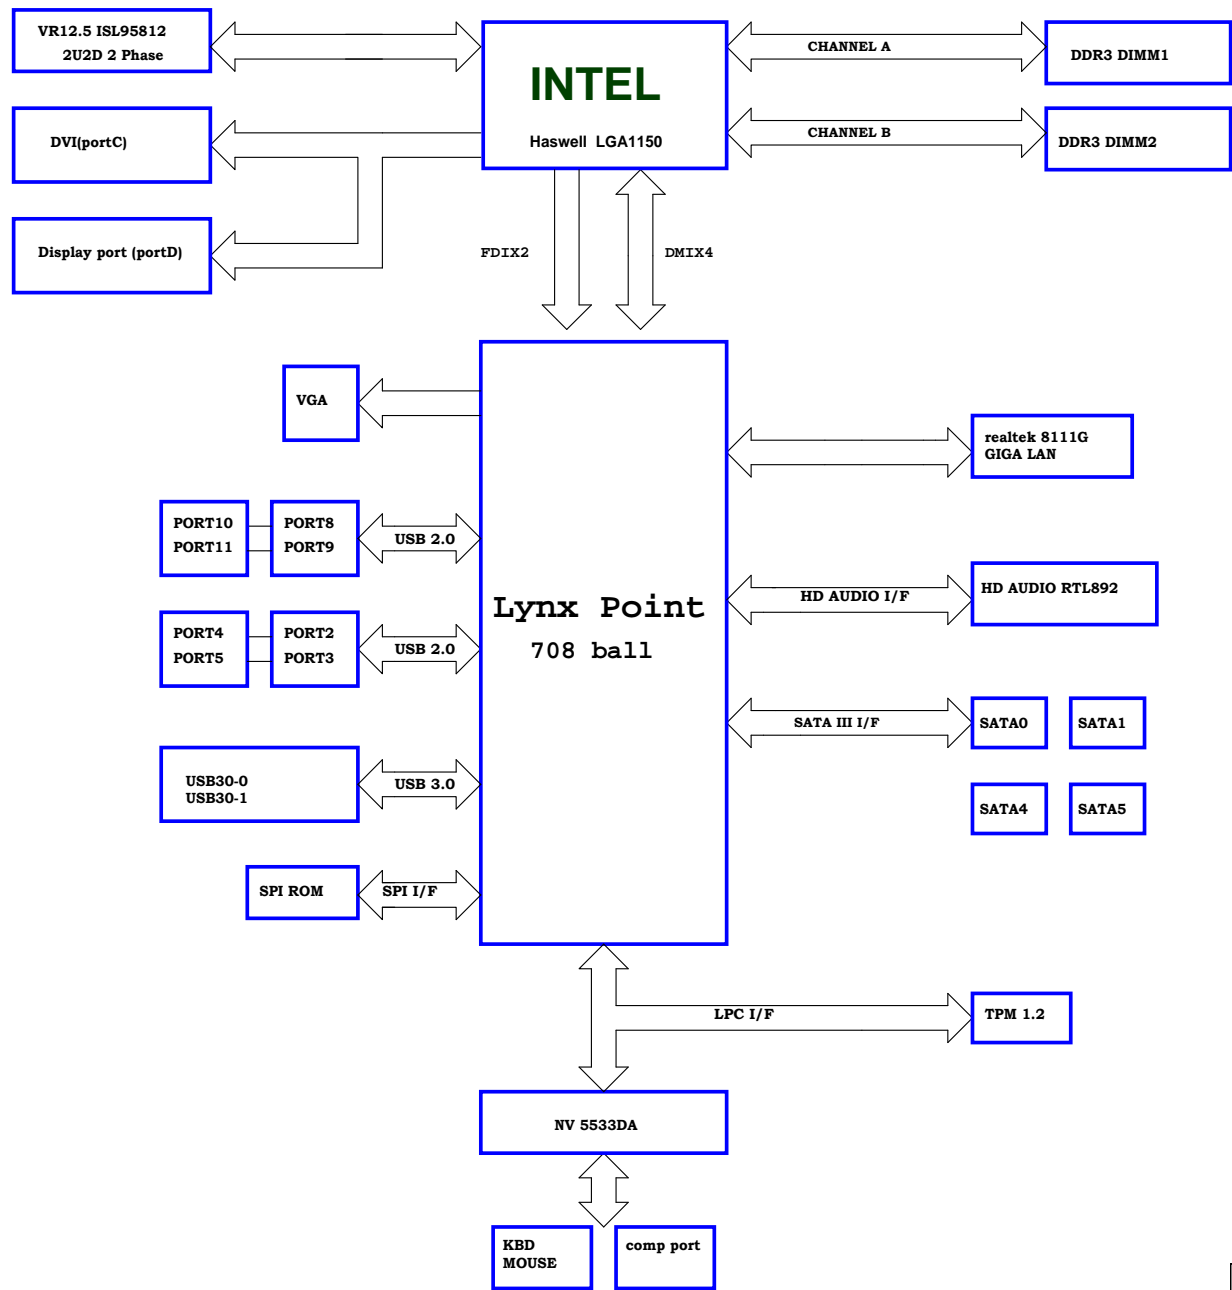 VR12.5 ISL95812
2U2D 2 Phase
INTEL
Haswell LGA1150
CHANNEL A
DDR3 DIMM1
DVI(portC)
CHANNEL B
DDR3 DIMM2
Display port (portD)
FDIX2
DMIX4
VGA
realtek 8111G
GIGA LAN
PORT10
PORT11
PORT8
PORT9
USB 2.0
Lynx Point
708 ball
HD AUDIO I/F
HD AUDIO RTL892
PORT4
PORT5
PORT2
PORT3
USB 2.0
SATA III I/F
SATA0
SATA1
USB30-0
USB30-1
USB 3.0
SATA4
SATA5
SPI ROM
SPI I/F
LPC I/F
TPM 1.2
NV 5533DA
KBD
MOUSE
comp port